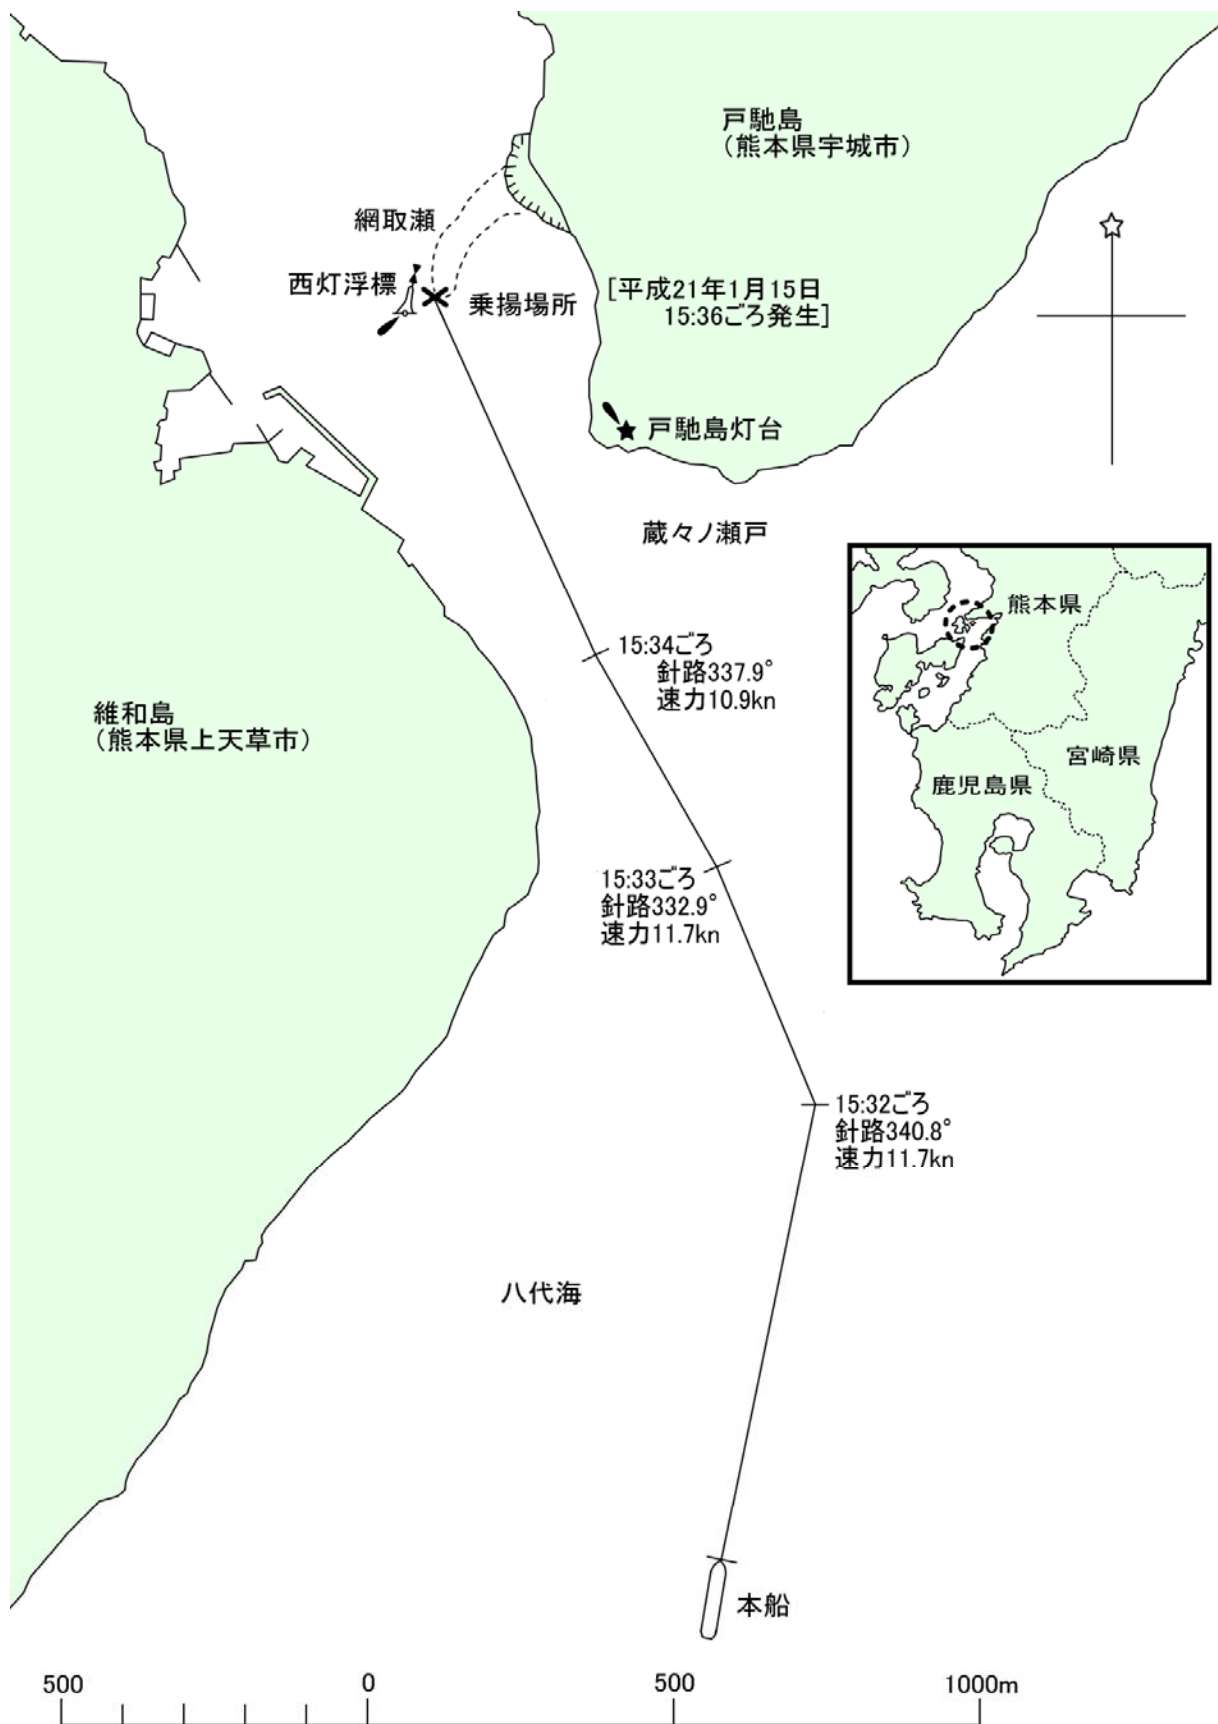 戸馳島
（熊本県宇城市）
網取瀬
西灯浮標
乗揚場所
[平成21年1月15日
15:36ごろ発生]
戸馳島灯台
蔵々ノ瀬戸
熊本県
宮崎県
鹿児島県
15:34ごろ
針路337.9°
速力10.9kn
維和島
（熊本県上天草市）
15:33ごろ
針路332.9°
速力11.7kn
15:32ごろ
針路340.8°
速力11.7kn
八代海
本船
500 0 500 1000m